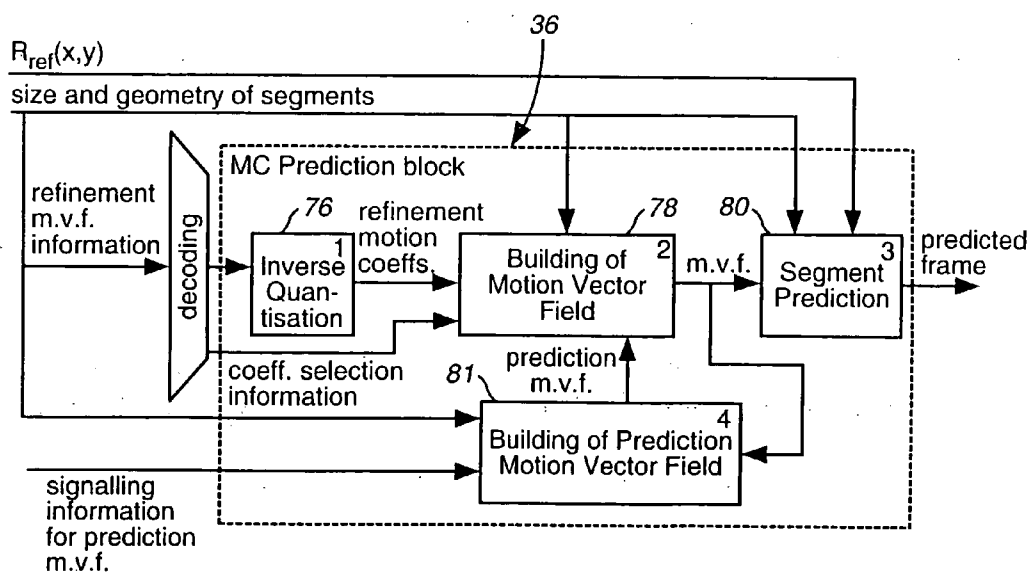 36
R_ref(x,y)
size and geometry of segments
MC Prediction block
refinement
m.v.f.
information
decoding
76
1
Inverse
Quan-
tisation
refinement
motion
coeffs.
78
2
Building of
Motion Vector
Field
m.v.f.
80
3
Segment
Prediction
predicted
frame
coeff. selection
information
prediction
m.v.f.
81
4
Building of Prediction
Motion Vector Field
signalling
information
for prediction
m.v.f.